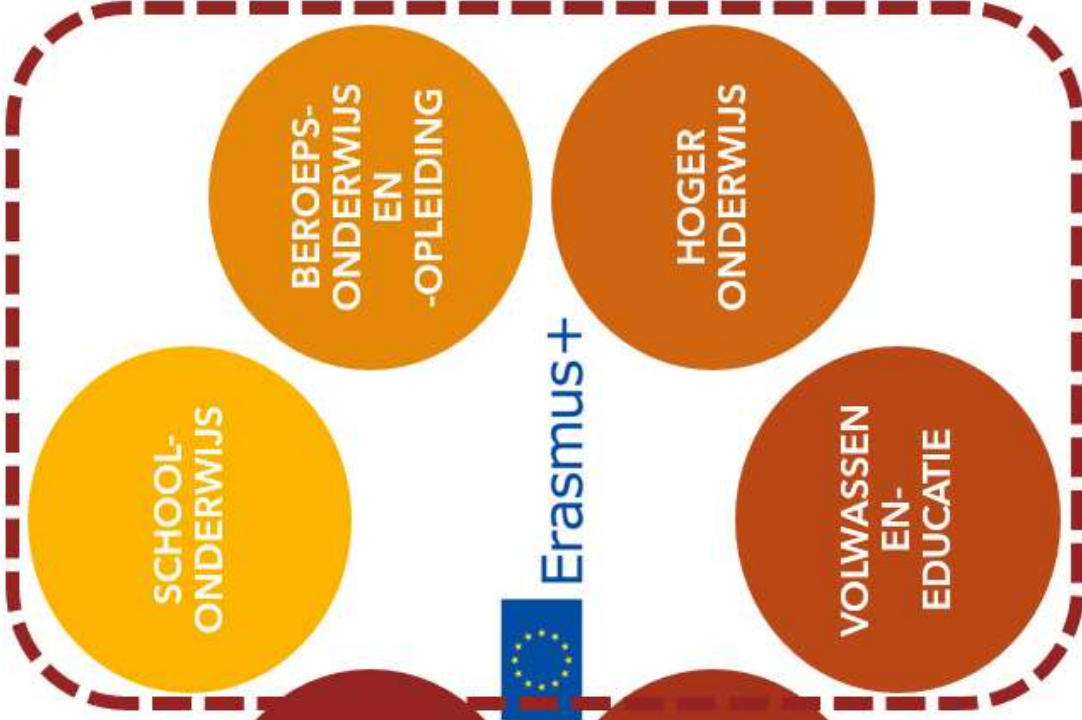 SCHOOL-
ONDERWIJS
BEROEPS-
ONDERWIJS
EN
-OPLEIDING
Erasmus+
HOGER
ONDERWIJS
VOLWASSEN
EN-
EDUCATIE